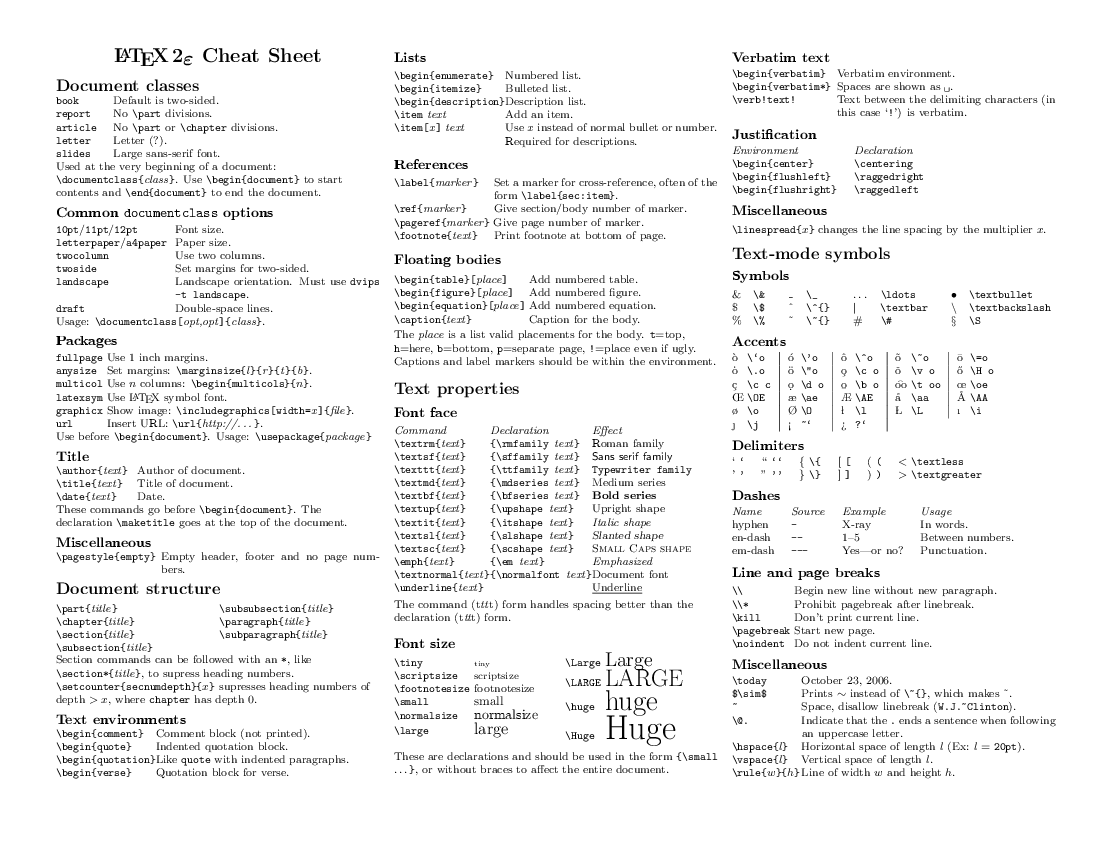 LATEX 2ε Cheat Sheet
Document classes
book Default is two-sided.
report No \part divisions.
article No \part or \chapter divisions.
letter Letter (?).
slides Large sans-serif font.
Used at the very beginning of a document:
\documentclass{class}. Use \begin{document} to start
contents and \end{document} to end the document.
Common documentclass options
10pt/11pt/12pt Font size.
letterpaper/a4paper Paper size.
twocolumn Use two columns.
twoside Set margins for two-sided.
landscape Landscape orientation. Must use dvips
-t landscape.
draft Double-space lines.
Usage: \documentclass[opt,opt]{class}.
Packages
fullpage Use 1 inch margins.
anysize Set margins: \marginsize{l}{r}{t}{b}.
multicol Use n columns: \begin{multicols}{n}.
latexsym Use LATEX symbol font.
graphicx Show image: \includegraphics[width=x]{file}.
url Insert URL: \url{http://...}.
Use before \begin{document}. Usage: \usepackage{package}
Title
\author{text} Author of document.
\title{text} Title of document.
\date{text} Date.
These commands go before \begin{document}. The
declaration \maketitle goes at the top of the document.
Miscellaneous
\pagestyle{empty} Empty header, footer and no page num-
bers.
Document structure
\part{title} \subsubsection{title}
\chapter{title} \paragraph{title}
\section{title} \subparagraph{title}
\subsection{title}
Section commands can be followed with an *, like
\section*{title}, to supress heading numbers.
\setcounter{secnumdepth}{x} supresses heading numbers of
depth > x, where chapter has depth 0.
Text environments
\begin{comment} Comment block (not printed).
\begin{quote} Indented quotation block.
\begin{quotation} Like quote with indented paragraphs.
\begin{verse} Quotation block for verse.
Lists
\begin{enumerate} Numbered list.
\begin{itemize} Bulleted list.
\begin{description} Description list.
\item text Add an item.
\item[x] text Use x instead of normal bullet or number.
Required for descriptions.
References
\label{marker} Set a marker for cross-reference, often of the
form \label{sec:item}.
\ref{marker} Give section/body number of marker.
\pageref{marker} Give page number of marker.
\footnote{text} Print footnote at bottom of page.
Floating bodies
\begin{table}[place] Add numbered table.
\begin{figure}[place] Add numbered figure.
\begin{equation}[place] Add numbered equation.
\caption{text} Caption for the body.
The place is a list valid placements for the body. t=top,
h=here, b=bottom, p=separate page, !=place even if ugly.
Captions and label markers should be within the environment.
Text properties
Font face
Command Declaration Effect
\textrm{text} {\rmfamily text} Roman family
\textsf{text} {\sffamily text} Sans serif family
\texttt{text} {\ttfamily text} Typewriter family
\textmd{text} {\mdseries text} Medium series
\textbf{text} {\bfseries text} Bold series
\textup{text} {\upshape text} Upright shape
\textit{text} {\itshape text} Italic shape
\textsl{text} {\slshape text} Slanted shape
\textsc{text} {\scshape text} Small Caps shape
\emph{text} {\em text} Emphasized
\textnormal{text} {\normalfont text} Document font
\underline{text} Underline
The command (tttt) form handles spacing better than the
declaration (tttt) form.
Font size
\tiny tiny \Large Large
\scriptsize scriptsize
\footnotesize footnotesize \LARGE LARGE
\small small \huge huge
\normalsize normalsize
\large large \Huge Huge
These are declarations and should be used in the form {\small
...}, or without braces to affect the entire document.
Verbatim text
\begin{verbatim} Verbatim environment.
\begin{verbatim*} Spaces are shown as ␣.
\verb!text! Text between the delimiting characters (in
this case ‘!’) is verbatim.
Justification
Environment Declaration
\begin{center} \centering
\begin{flushleft} \raggedright
\begin{flushright} \raggedleft
Miscellaneous
\linespread{x} changes the line spacing by the multiplier x.
Text-mode symbols
Symbols
& \& _ \_ ... \ldots • \textbullet
$ \$ ^ \^{} | \textbar \ \textbackslash
% \% ~ \~{} # \# § \S
Accents
ò \`o ó \'o ô \^o õ \~o ō \=o
ȯ \.o ö \"o o̧ \c o ǒ \v o ő \H o
ç \c c ọ \d o o̱ \b o o͡o \t oo œ \oe
Œ \OE æ \ae Æ \AE å \aa Å \AA
ø \o Ø \O ł \l Ł \L ı \i
ȷ \j ¡ ~` ¿ ?`
Delimiters
‘ ` “ `` { \{ [ [ ( ( < \textless
’ ' ” '' } \} ] ] ) ) > \textgreater
Dashes
Name Source Example Usage
hyphen - X-ray In words.
en-dash -- 1–5 Between numbers.
em-dash --- Yes—or no? Punctuation.
Line and page breaks
\\ Begin new line without new paragraph.
\\* Prohibit pagebreak after linebreak.
\kill Don't print current line.
\pagebreak Start new page.
\noindent Do not indent current line.
Miscellaneous
\today October 23, 2006.
$\sim$ Prints ∼ instead of \~{}, which makes ~.
~ Space, disallow linebreak (W.J.~Clinton).
\@. Indicate that the . ends a sentence when following
an uppercase letter.
\hspace{l} Horizontal space of length l (Ex: l = 20pt).
\vspace{l} Vertical space of length l.
\rule{w}{h} Line of width w and height h.